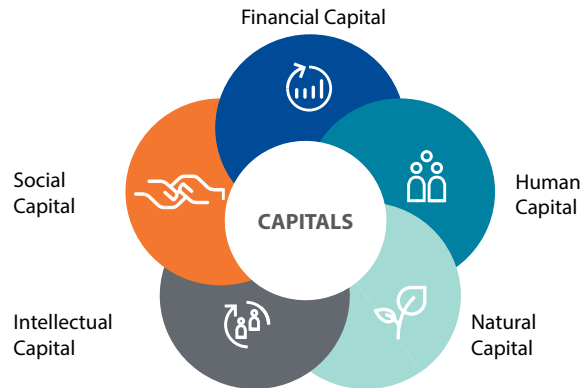 Financial Capital
Social
Capital
Human
Capital
CAPITALS
Intellectual
Capital
Natural
Capital